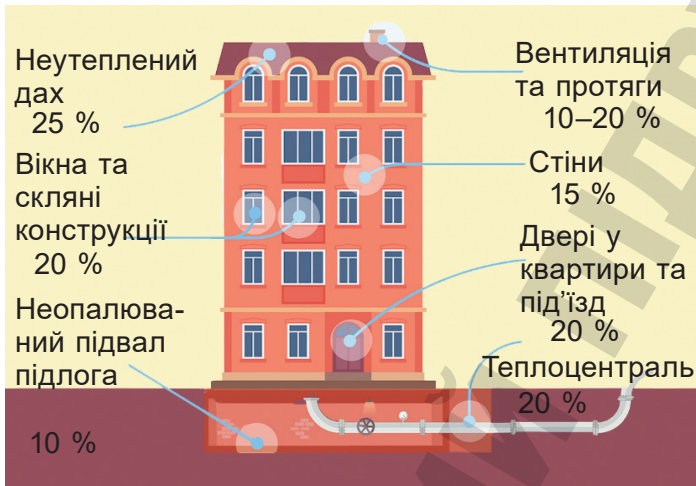 Неутеплений
дах
25 %
Вікна та
скляні
конструкції
20 %
Неопалюва-
ний підвал
підлога
10 %
Вентиляція
та протяги
10–20 %
Стіни
15 %
Двері у
квартири та
під’їзд
20 %
Теплоцентраль
20 %